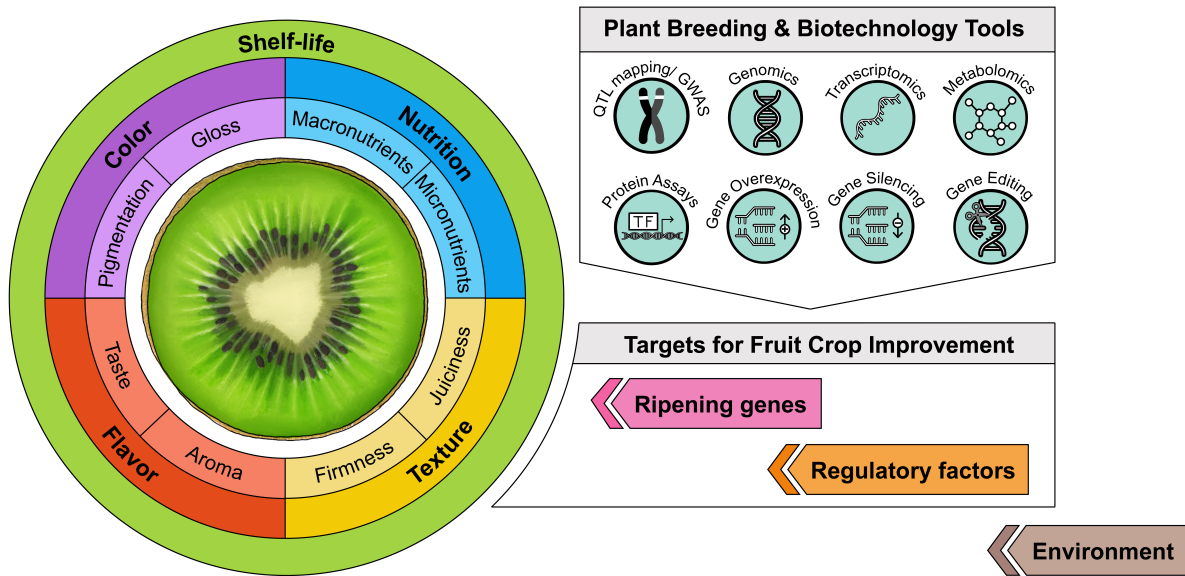 Shelf-life
Color
Nutrition
Gloss
Macronutrients
Pigmentation
Micronutrients
Taste
Juiciness
Aroma
Firmness
Flavor
Texture
Plant Breeding & Biotechnology Tools
QTL mapping/ GWAS
Genomics
Transcriptomics
Metabolomics
Protein Assays
TF
Gene Overexpression
Gene Silencing
Gene Editing
Targets for Fruit Crop Improvement
Ripening genes
Regulatory factors
Environment